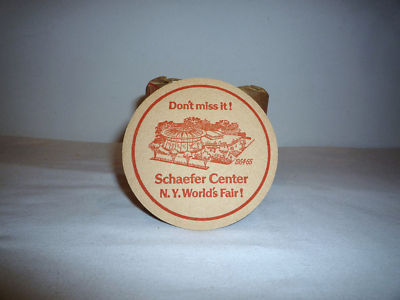 Don't miss it!
1964-65
Schaefer Center
N.Y. World's Fair!